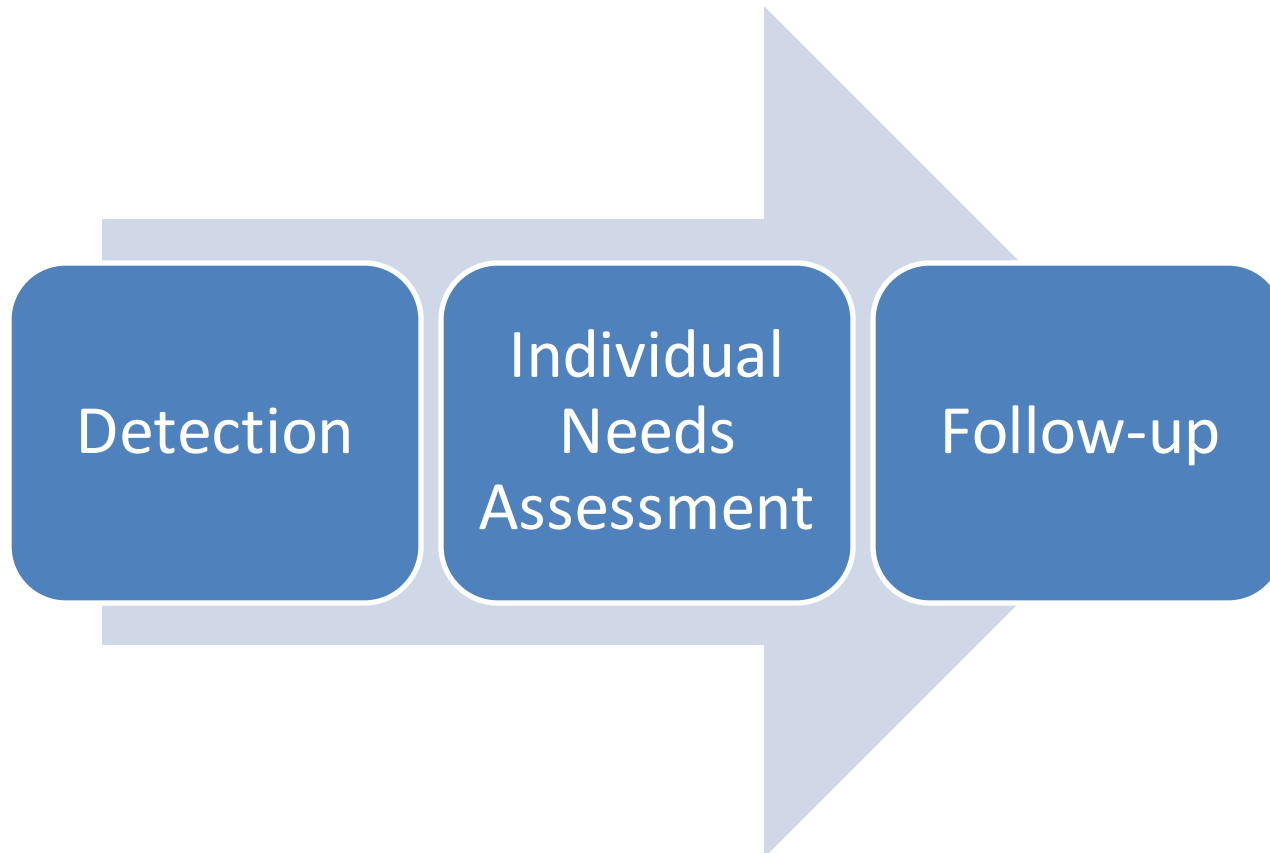 Detection
Individual
Needs
Assessment
Follow-up